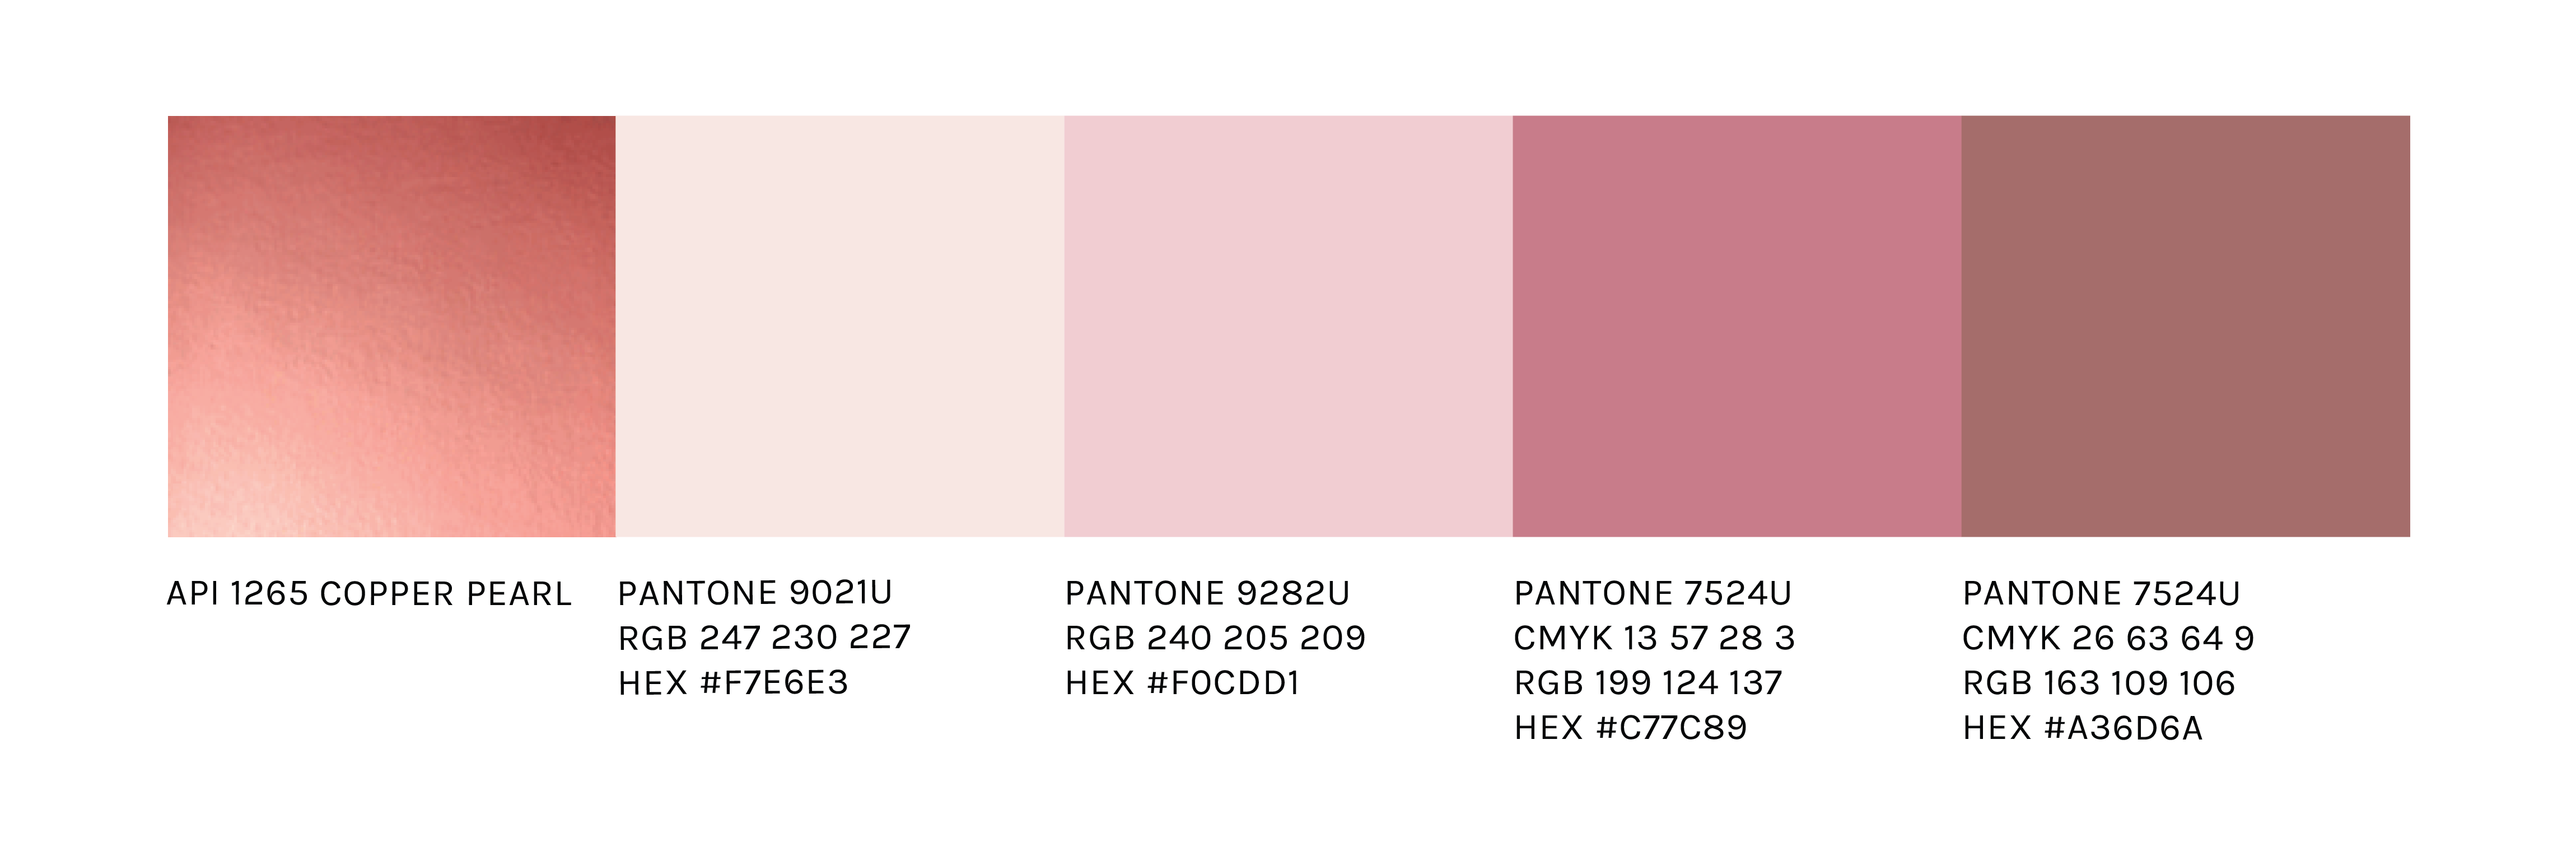 API 1265 COPPER PEARL
PANTONE 9021U
RGB 247 230 227
HEX #F7E6E3
PANTONE 9282U
RGB 240 205 209
HEX #F0CDD1
PANTONE 7524U
CMYK 13 57 28 3
RGB 199 124 137
HEX #C77C89
PANTONE 7524U
CMYK 26 63 64 9
RGB 163 109 106
HEX #A36D6A